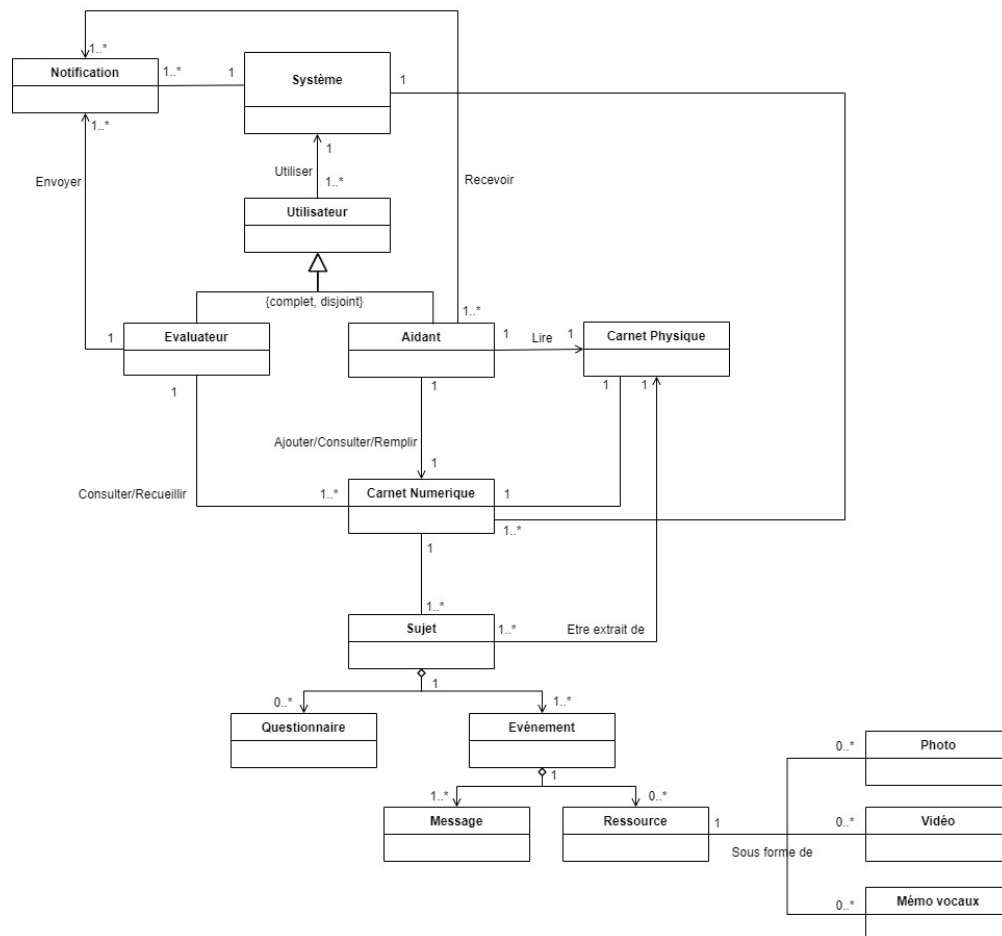 1..*
Notification
1..*
1
Système
1
1..*
1
Utiliser
Envoyer
1..*
Recevoir
Utilisateur
{complet, disjoint}
1..*
1
Evaluateur
Aidant
1
Lire
1
Carnet Physique
1
1
1
1
Ajouter/Consulter/Remplir
1
Consulter/Recueillir
1..*
Carnet Numerique
1
1..*
1
1..*
Sujet
1..*
Etre extrait de
1
0..*
1..*
Questionnaire
Evénement
1
1..*
0..*
Message
Ressource
1
Sous forme de
0..*
Photo
0..*
Vidéo
0..*
Mémo vocaux